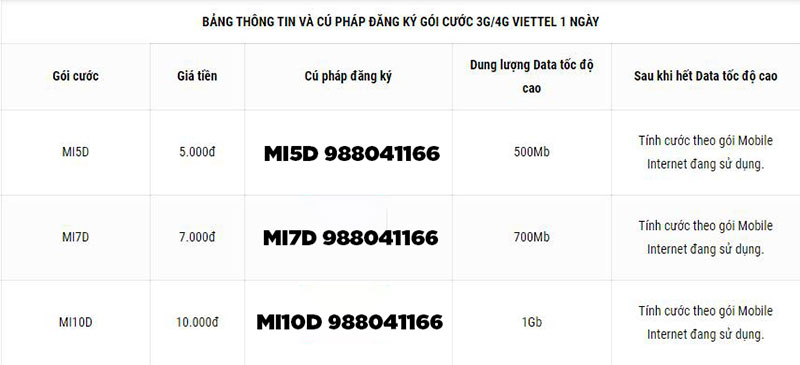 BẢNG THÔNG TIN VÀ CÚ PHÁP ĐĂNG KÝ GÓI CƯỚC 3G/4G VIETTEL 1 NGÀY
Gói cước
Giá tiền
Cú pháp đăng ký
Dung lượng Data tốc độ
cao
Sau khi hết Data tốc độ cao
MI5D
5.000đ
MI5D 988041166
500Mb
Tính cước theo gói Mobile
Internet đang sử dụng.
MI7D
7.000đ
MI7D 988041166
700Mb
Tính cước theo gói Mobile
Internet đang sử dụng.
MI10D
10.000đ
MI10D 988041166
1Gb
Tính cước theo gói Mobile
Internet đang sử dụng.